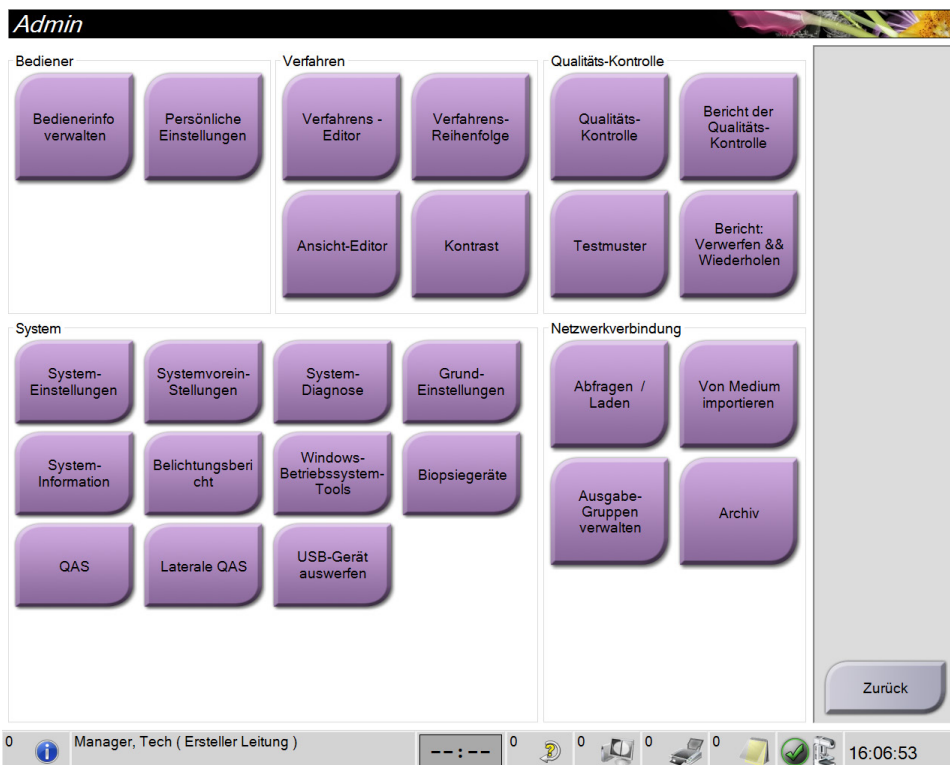 Admin
Bediener
Bedienerinfo
verwalten
Persönliche
Einstellungen
Verfahren
Verfahrens -
Editor
Verfahrens-
Reihenfolge
Ansicht-Editor
Kontrast
Qualitäts-Kontrolle
Qualitäts-
Kontrolle
Bericht der
Qualitäts-
Kontrolle
Testmuster
Bericht:
Verwerfen &&
Wiederholen
System
System-
Einstellungen
Systemvorein-
Stellungen
System-
Diagnose
Grund-
Einstellungen
System-
Information
Belichtungsberi
cht
Windows-
Betriebssystem-
Tools
Biopsiegeräte
QAS
Laterale QAS
USB-Gerät
auswerfen
Netzwerkverbindung
Abfragen /
Laden
Von Medium
importieren
Ausgabe-
Gruppen
verwalten
Archiv
Zurück
0
Manager, Tech ( Ersteller Leitung )
--:--
0
0
0
0
16:06:53